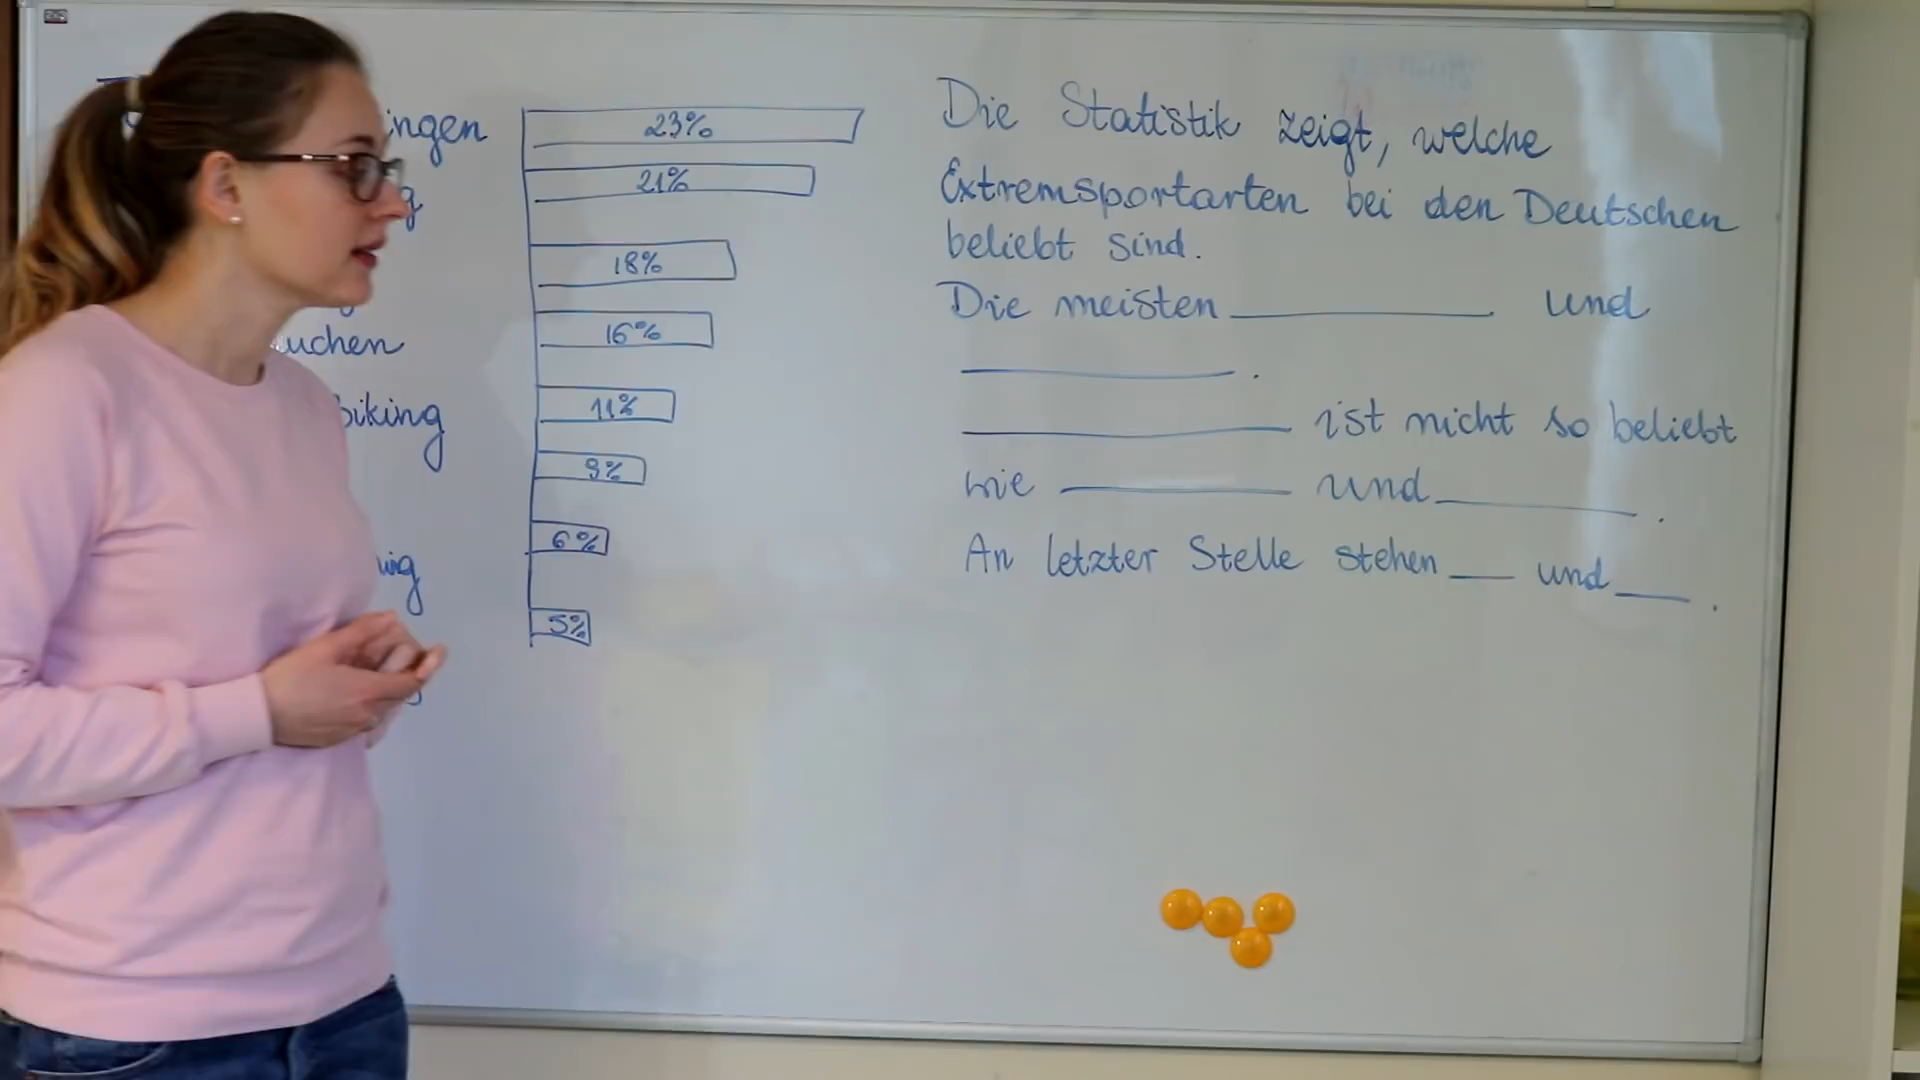 ingen 23%
g 21%
18%
uchen 16%
biking 11%
9%
ing 6%
5%
Die Statistik zeigt, welche
Extremsportarten bei den Deutschen
beliebt sind.
Die meisten ________ und
________ .
________ ist nicht so beliebt
wie ________ und ________ .
An letzter Stelle stehen ___ und ___ .